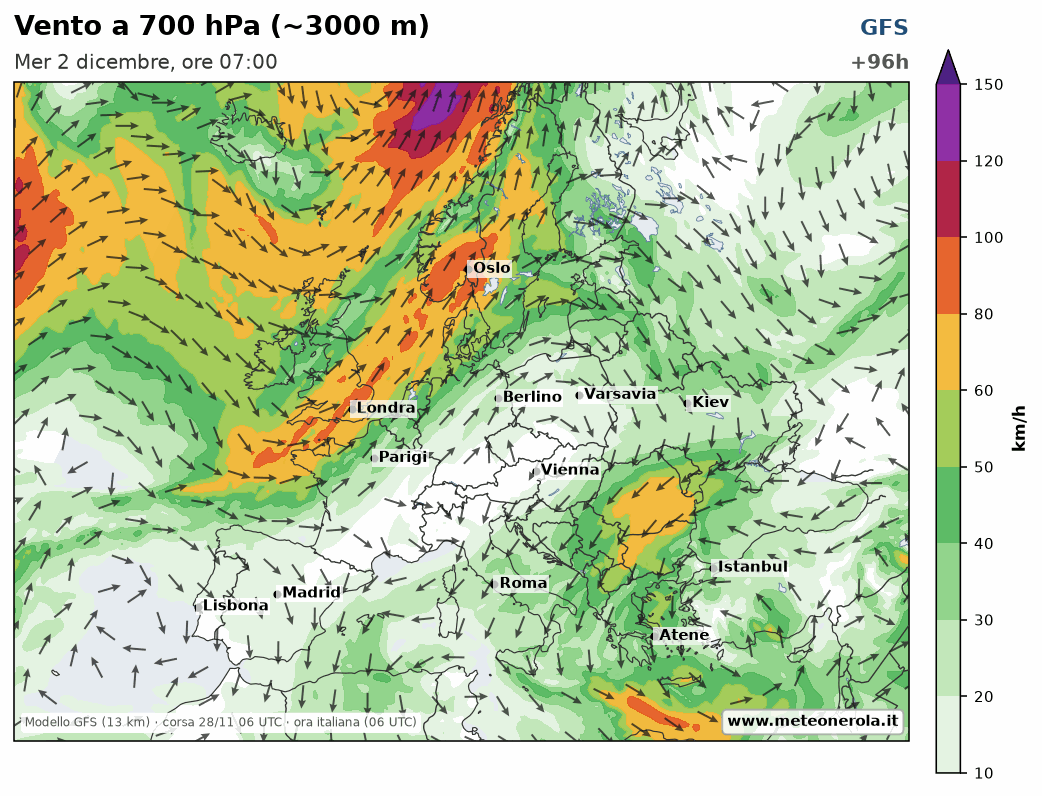 Vento a 700 hPa (~3000 m)
GFS
Mer 2 dicembre, ore 07:00
+96h
150
120
100
80
60
50
40
30
20
10
km/h
Oslo
Londra
Berlino
Varsavia
Kiev
Parigi
Vienna
Istanbul
Roma
Madrid
Lisbona
Atene
Modello GFS (13 km) · corsa 28/11 06 UTC · ora italiana (06 UTC)
www.meteonerola.it